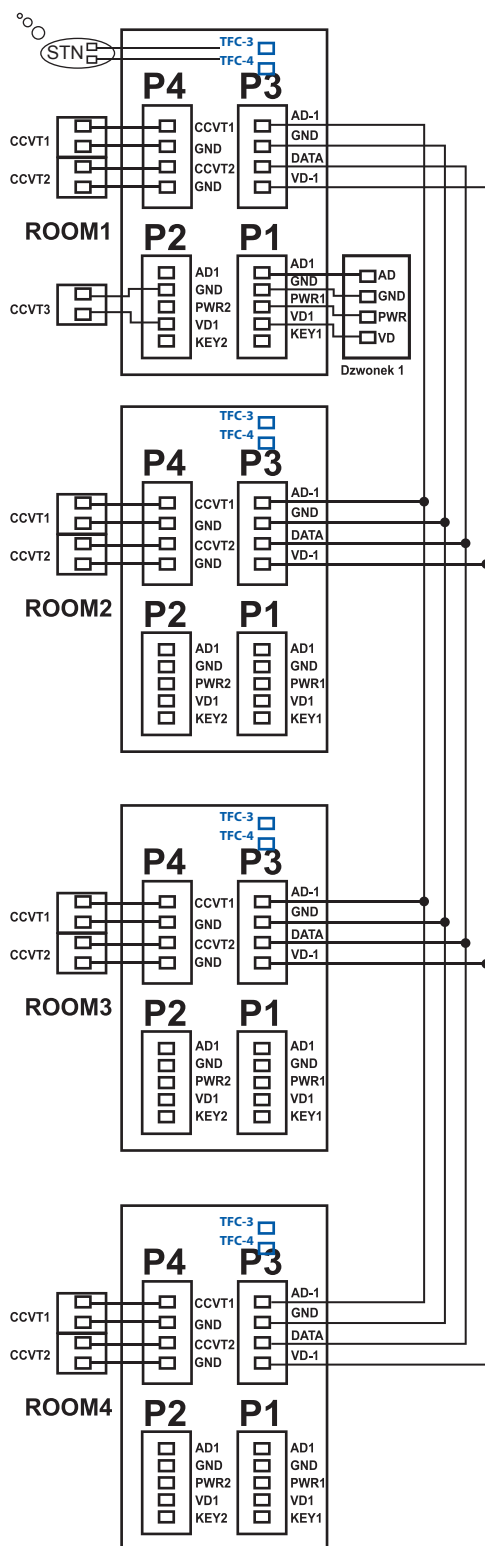 TFC-3
STN
TFC-4
P4 P3
CCVT1 CCVT1 AD-1
GND GND
CCVT2 CCVT2 DATA
GND VD-1
ROOM1
P2 P1
AD1 AD1 AD
CCVT3 GND GND GND
PWR2 PWR1 PWR
VD1 VD1 VD
KEY2 KEY1
Dzwonek 1
TFC-3
TFC-4
P4 P3
CCVT1 CCVT1 AD-1
GND GND
CCVT2 CCVT2 DATA
GND VD-1
ROOM2
P2 P1
AD1 AD1
GND GND
PWR2 PWR1
VD1 VD1
KEY2 KEY1
TFC-3
TFC-4
P4 P3
CCVT1 CCVT1 AD-1
GND GND
CCVT2 CCVT2 DATA
GND VD-1
ROOM3
P2 P1
AD1 AD1
GND GND
PWR2 PWR1
VD1 VD1
KEY2 KEY1
TFC-3
TFC-4
P4 P3
CCVT1 CCVT1 AD-1
GND GND
CCVT2 CCVT2 DATA
GND VD-1
ROOM4
P2 P1
AD1 AD1
GND GND
PWR2 PWR1
VD1 VD1
KEY2 KEY1